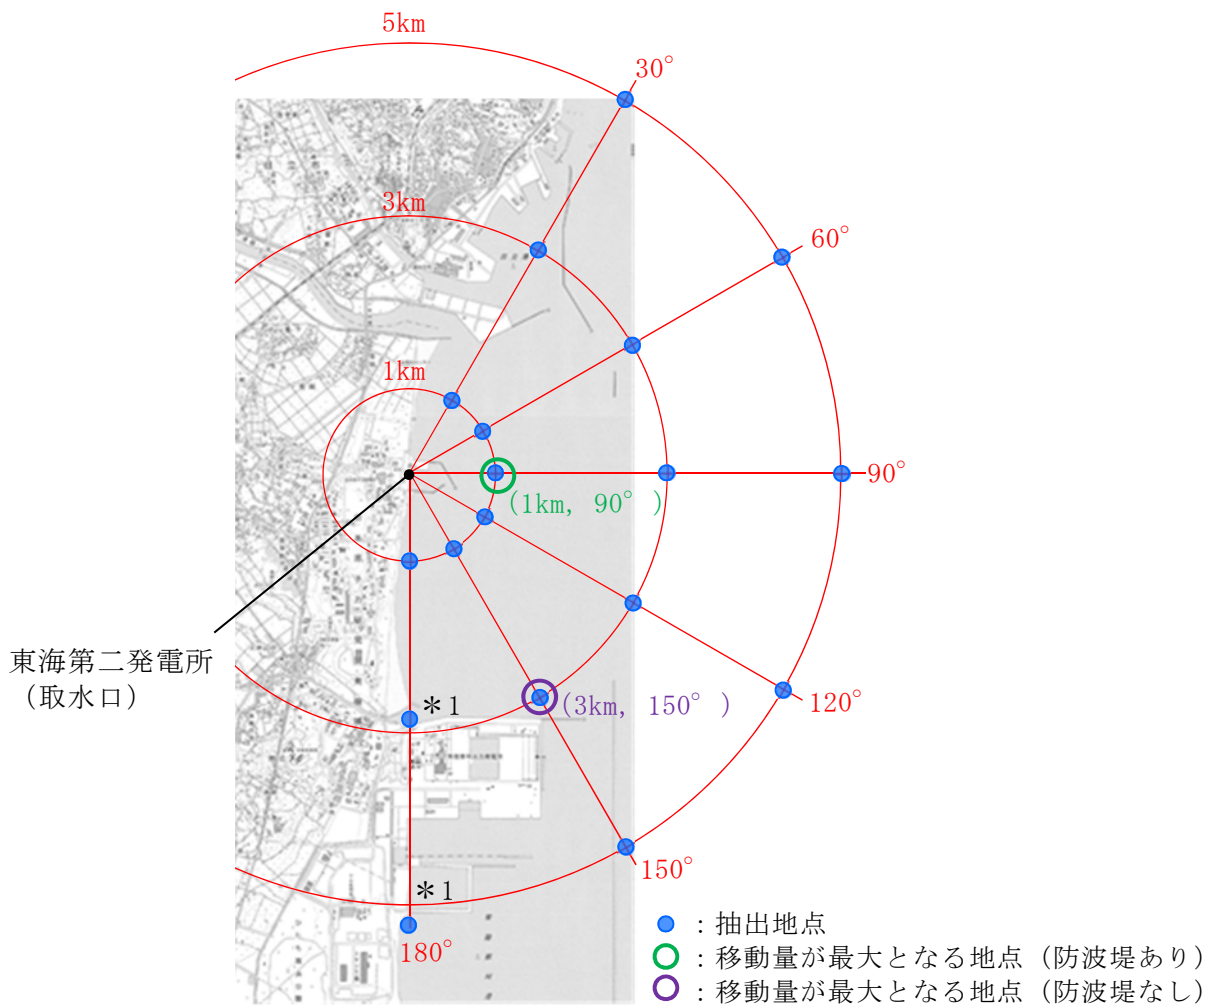 5km
30°
3km
60°
1km
90°
(1km, 90° )
東海第二発電所
（取水口）
＊1
(3km, 150° )
120°
150°
＊1
180°
：抽出地点
：移動量が最大となる地点（防波堤あり）
：移動量が最大となる地点（防波堤なし）